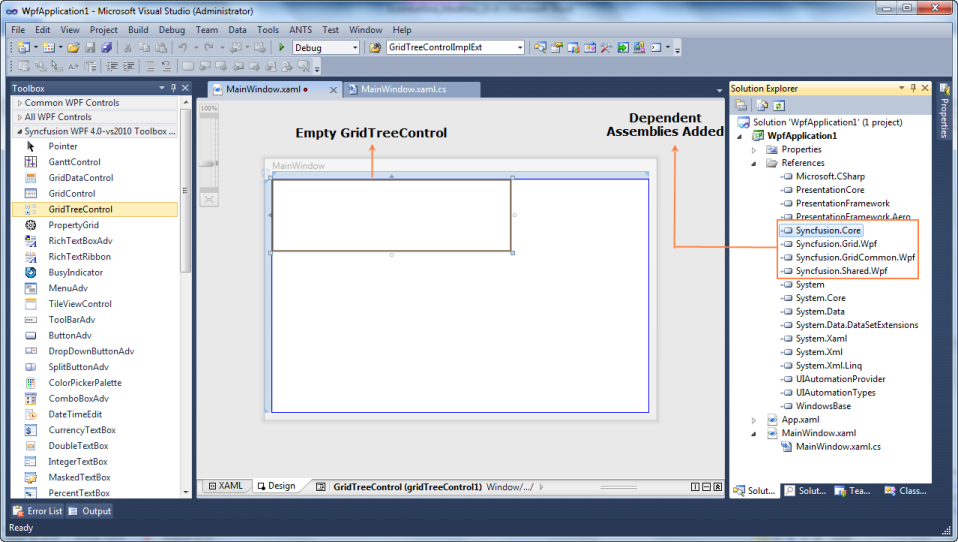 WpfApplication1 - Microsoft Visual Studio (Administrator)
File Edit View Project Build Debug Team Data Tools ANTS Test Window Help
Debug GridTreeControlImplExt
Toolbox
Common WPF Controls
All WPF Controls
Syncfusion WPF 4.0-vs2010 Toolbox ...
Pointer
GanttControl
GridDataControl
GridControl
GridTreeControl
PropertyGrid
RichTextBoxAdv
RichTextRibbon
BusyIndicator
MenuAdv
TileViewControl
ToolBarAdv
ButtonAdv
DropDownButtonAdv
SplitButtonAdv
ColorPickerPalette
ComboBoxAdv
DateTimeEdit
CurrencyTextBox
DoubleTextBox
IntegerTextBox
MaskedTextBox
PercentTextBox
Error List Output
Ready
MainWindow.xaml MainWindow.xaml.cs
100%
Empty GridTreeControl
Dependent
Assemblies Added
MainWindow
XAML Design GridTreeControl (gridTreeControl1) Window/.../
Solution Explorer
Solution 'WpfApplication1' (1 project)
WpfApplication1
Properties
References
Microsoft.CSharp
PresentationCore
PresentationFramework
PresentationFramework.Aero
Syncfusion.Core
Syncfusion.Grid.Wpf
Syncfusion.GridCommon.Wpf
Syncfusion.Shared.Wpf
System
System.Core
System.Data
System.Data.DataSetExtensions
System.Xaml
System.Xml
System.Xml.Linq
UIAutomationProvider
UIAutomationTypes
WindowsBase
App.xaml
MainWindow.xaml
MainWindow.xaml.cs
Solut... Solut... Tea... Class...
Properties